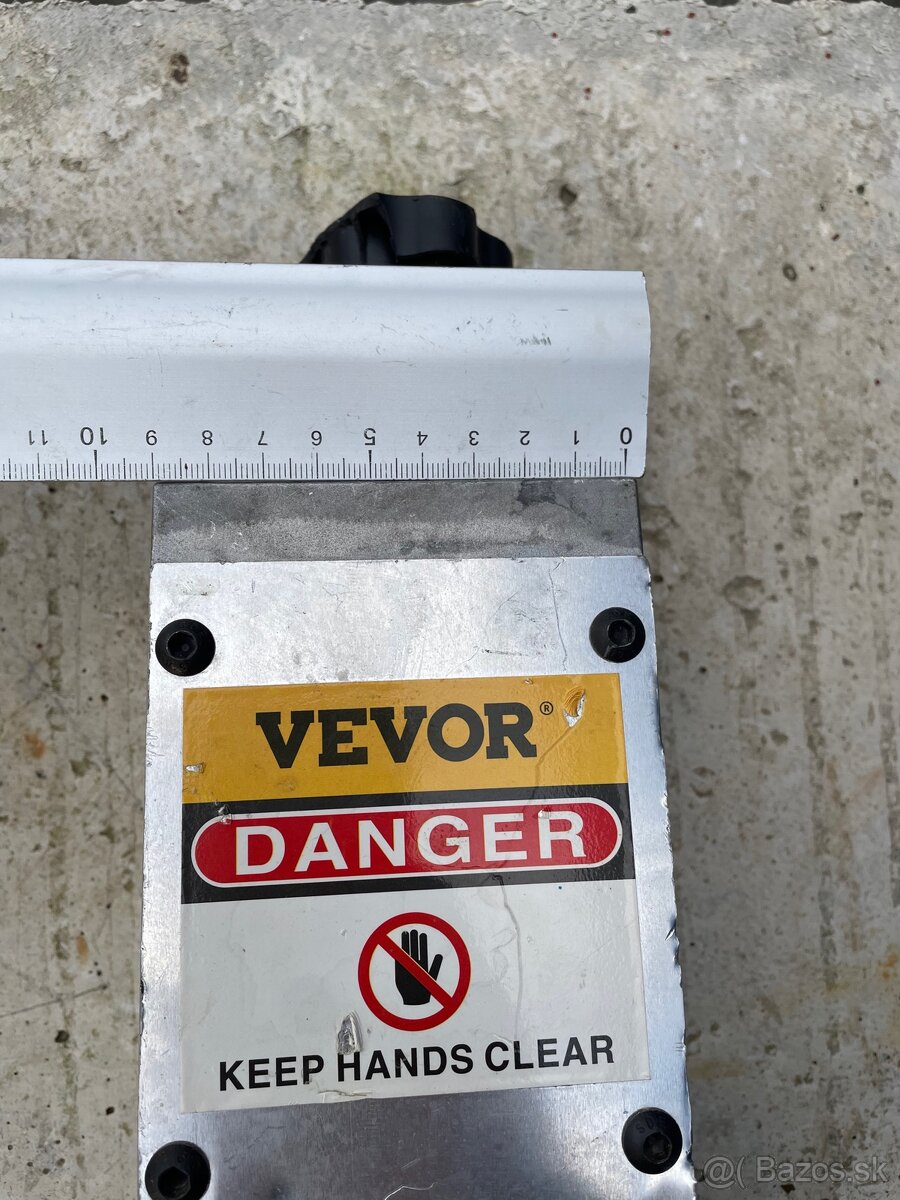 11 10 9 8 7 6 5 4 3 2 1 0
VEVOR®
DANGER
KEEP HANDS CLEAR
@( Bazos.sk